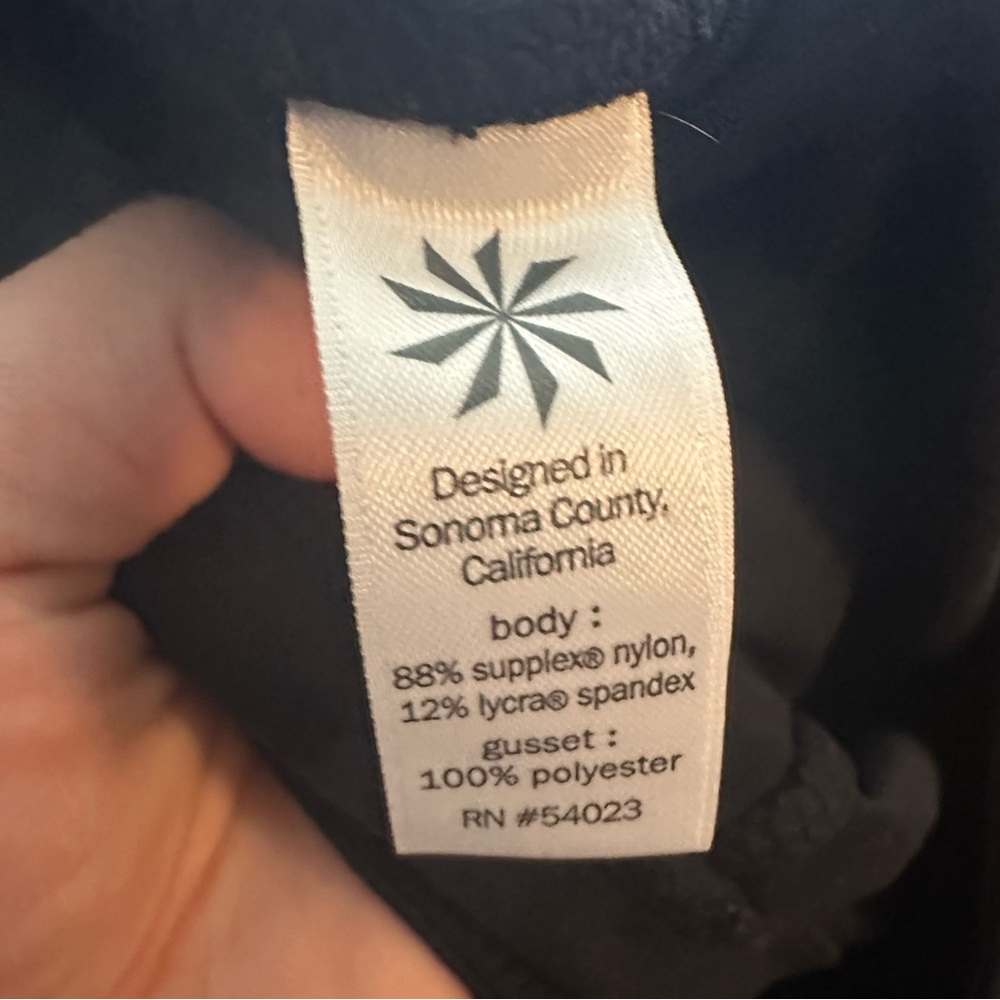 Designed in
Sonoma County,
California
body :
88% supplex® nylon,
12% lycra® spandex
gusset :
100% polyester
RN #54023